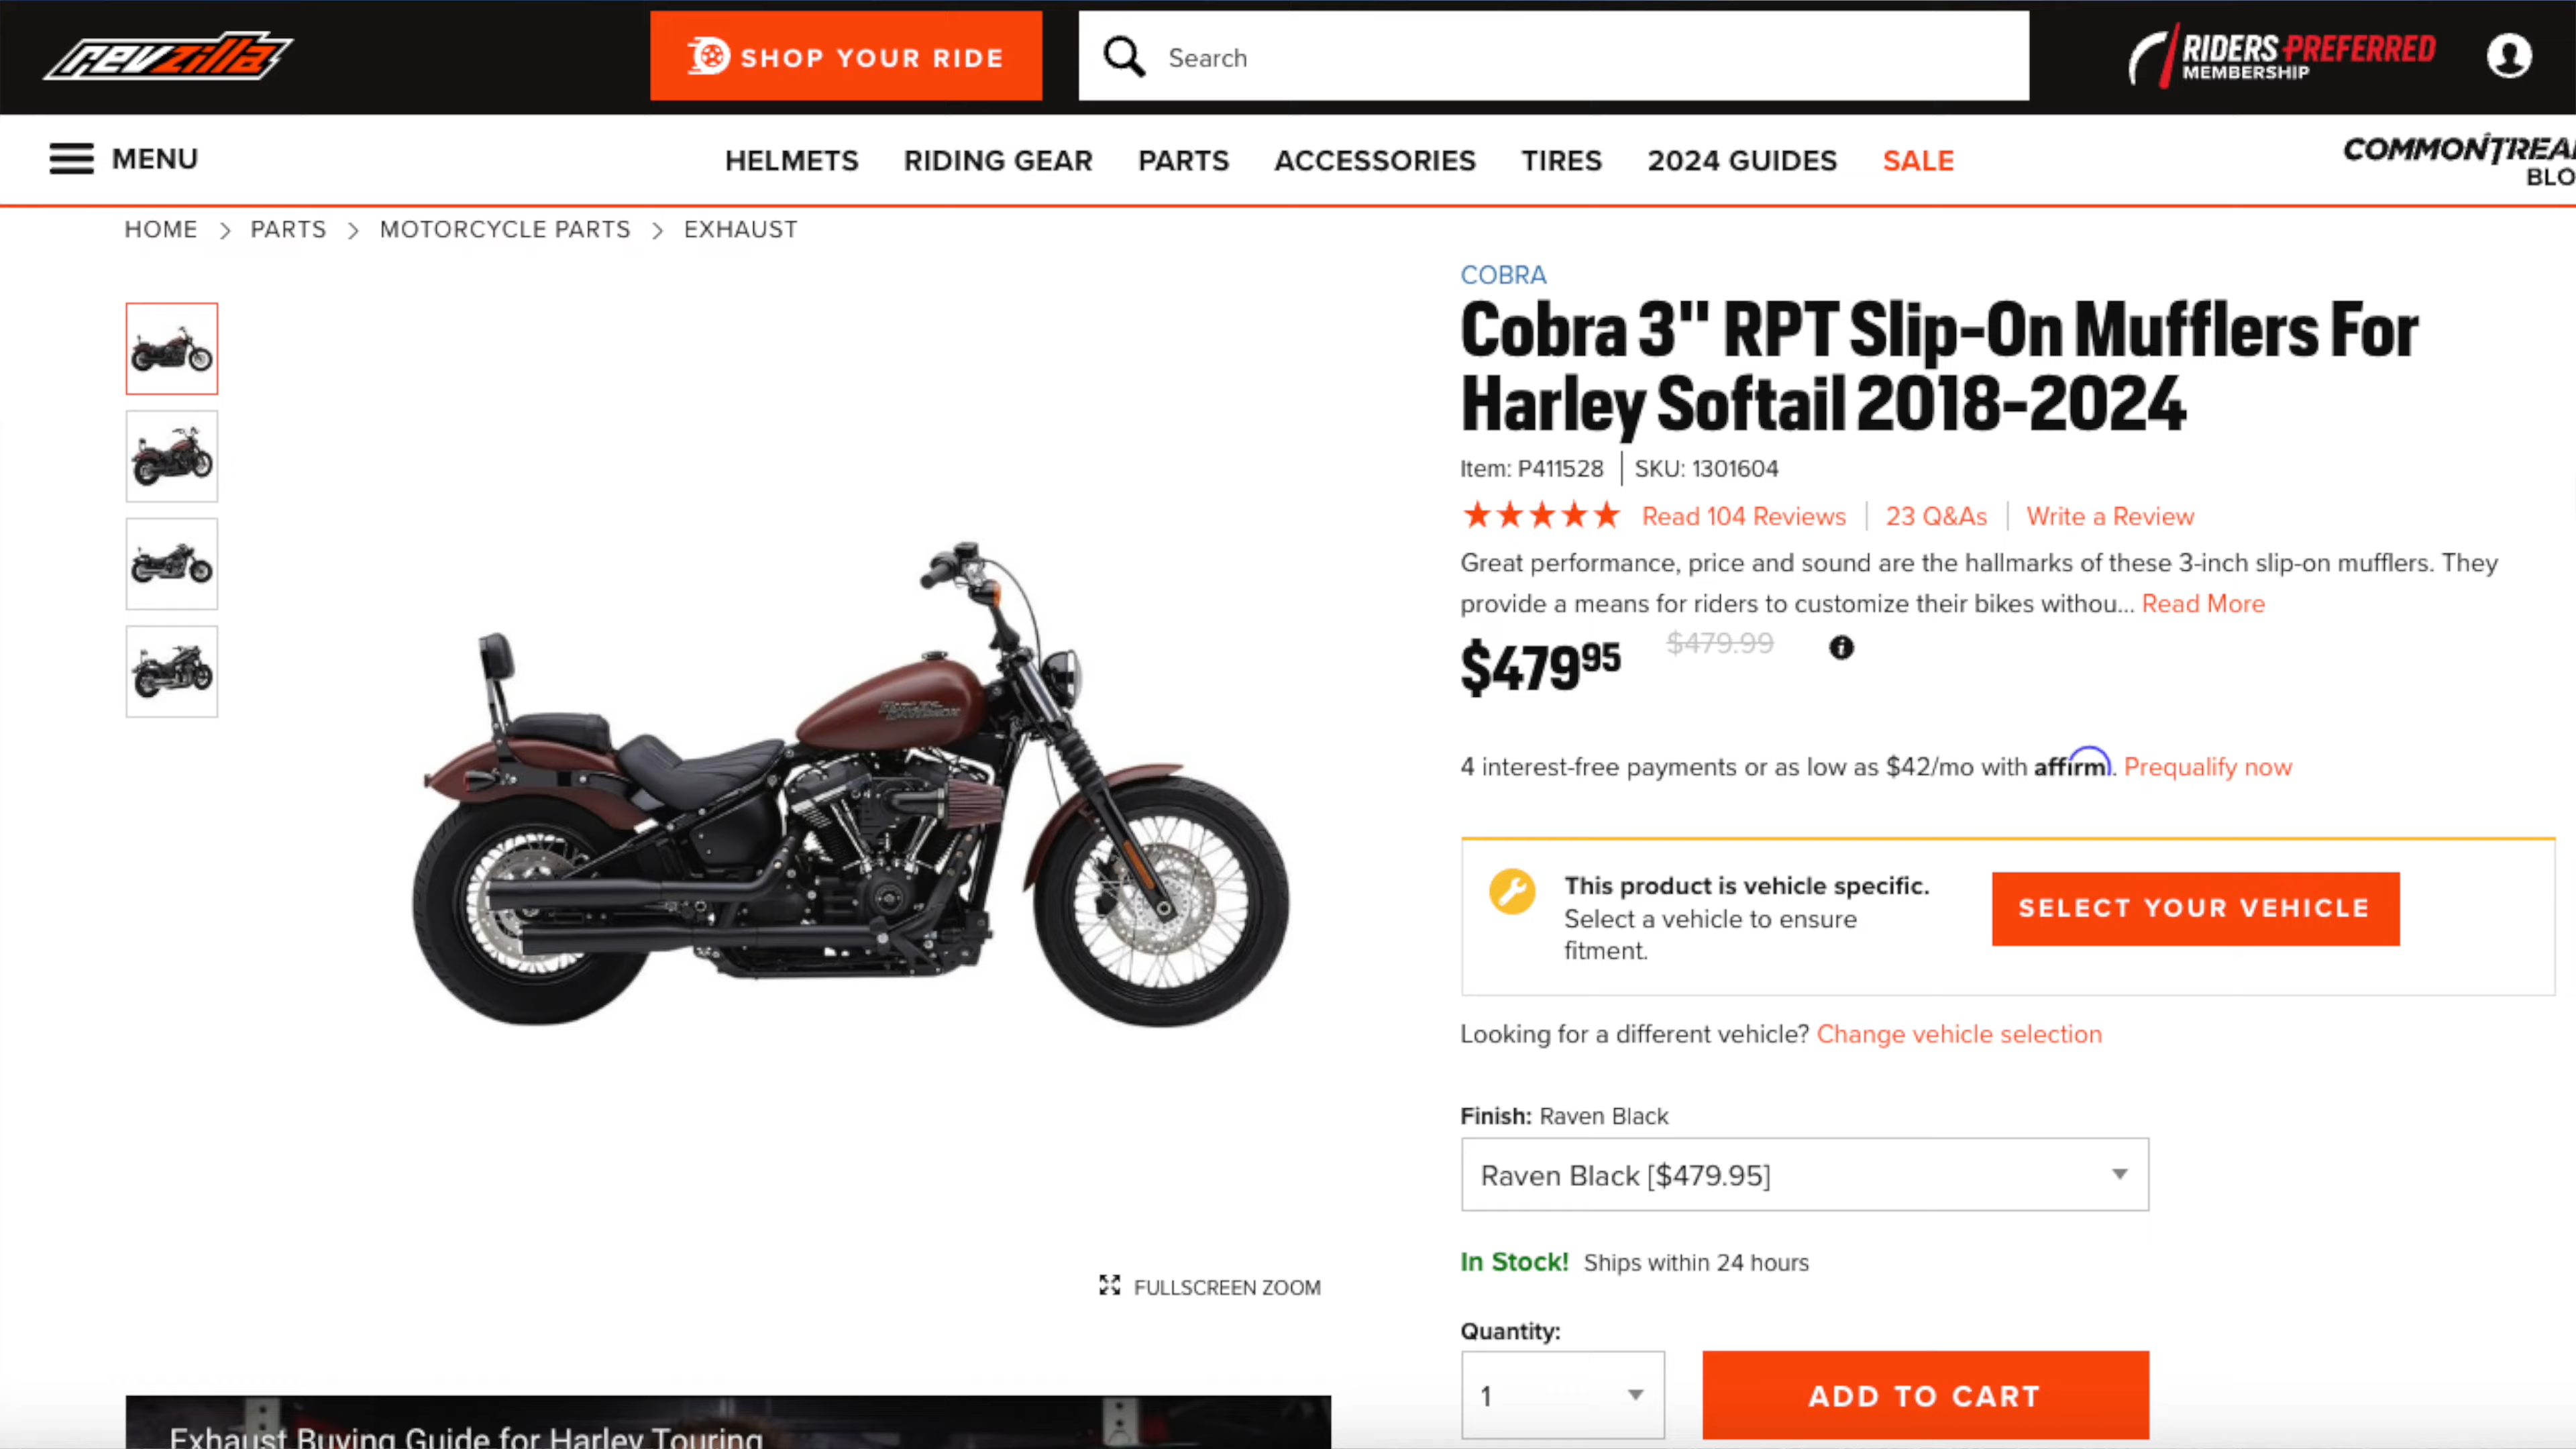 revzilla
SHOP YOUR RIDE
Search
RIDERS PREFERRED
MEMBERSHIP
MENU
HELMETS RIDING GEAR PARTS ACCESSORIES TIRES 2024 GUIDES SALE
COMMONTREA
BLO
HOME > PARTS > MOTORCYCLE PARTS > EXHAUST
COBRA
Cobra 3" RPT Slip-On Mufflers For
Harley Softail 2018-2024
Item: P411528 | SKU: 1301604
Read 104 Reviews | 23 Q&As | Write a Review
Great performance, price and sound are the hallmarks of these 3-inch slip-on mufflers. They
provide a means for riders to customize their bikes withou... Read More
$479.95 $479.99
4 interest-free payments or as low as $42/mo with affirm. Prequalify now
This product is vehicle specific.
Select a vehicle to ensure
fitment.
SELECT YOUR VEHICLE
Looking for a different vehicle? Change vehicle selection
Finish: Raven Black
Raven Black [$479.95]
In Stock! Ships within 24 hours
Quantity:
1
ADD TO CART
HARLEY-DAVIDSON
FULLSCREEN ZOOM
Exhaust Buying Guide for Harley Touring